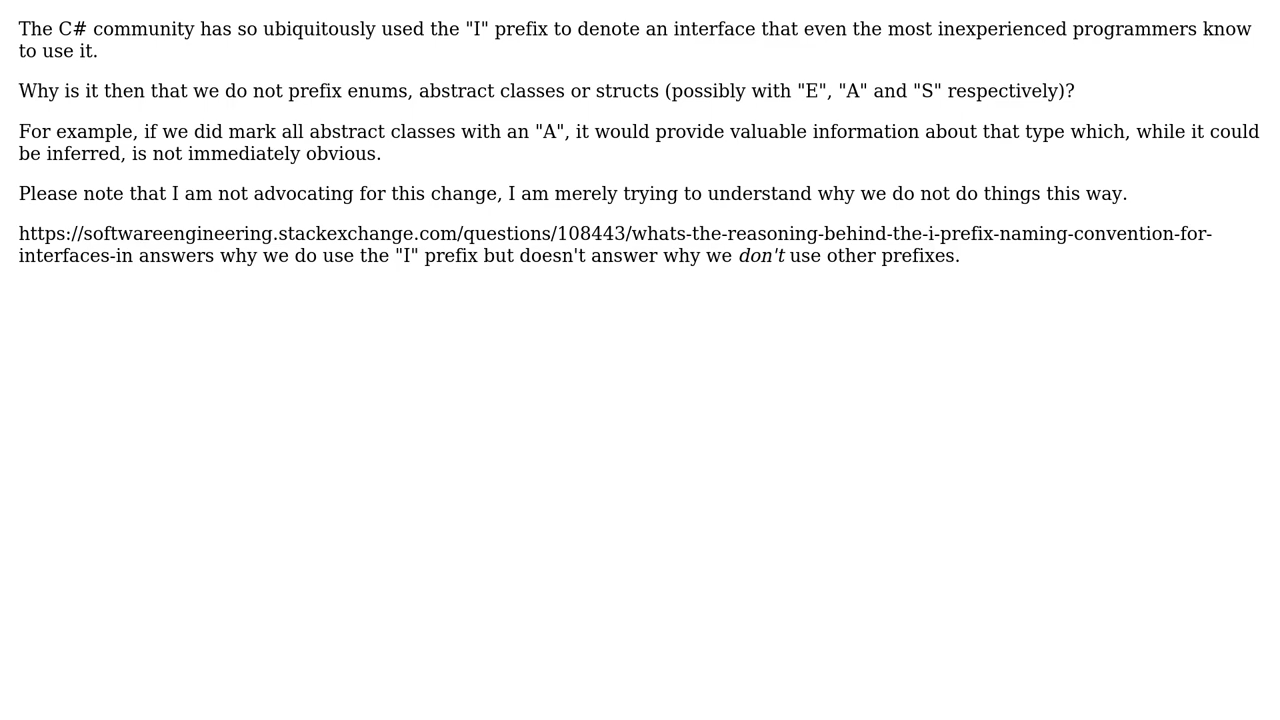 The C# community has so ubiquitously used the "I" prefix to denote an interface that even the most inexperienced programmers know
to use it.
Why is it then that we do not prefix enums, abstract classes or structs (possibly with "E", "A" and "S" respectively)?
For example, if we did mark all abstract classes with an "A", it would provide valuable information about that type which, while it could
be inferred, is not immediately obvious.
Please note that I am not advocating for this change, I am merely trying to understand why we do not do things this way.
https://softwareengineering.stackexchange.com/questions/108443/whats-the-reasoning-behind-the-i-prefix-naming-convention-for-
interfaces-in answers why we do use the "I" prefix but doesn't answer why we don't use other prefixes.